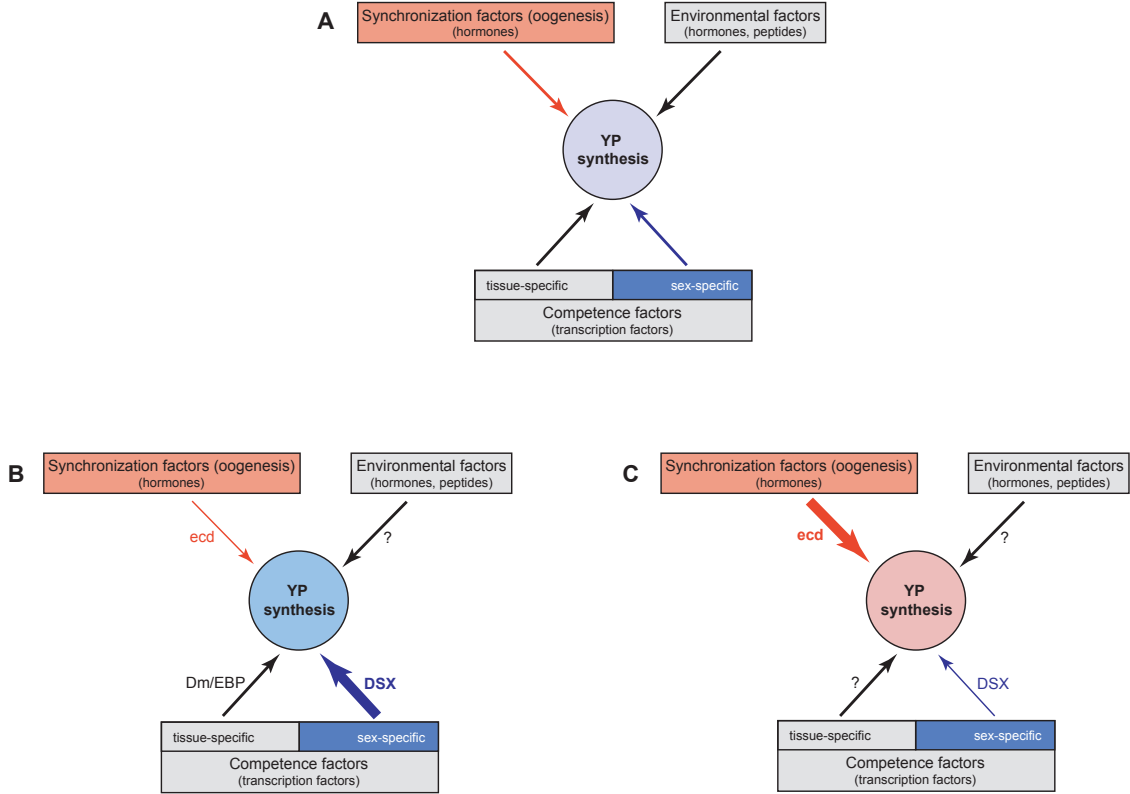 A
Synchronization factors (oogenesis)
(hormones)
Environmental factors
(hormones, peptides)
YP
synthesis
tissue-specific
sex-specific
Competence factors
(transcription factors)
B
Synchronization factors (oogenesis)
(hormones)
Environmental factors
(hormones, peptides)
ecd
?
YP
synthesis
Dm/EBP
DSX
tissue-specific
sex-specific
Competence factors
(transcription factors)
C
Synchronization factors (oogenesis)
(hormones)
Environmental factors
(hormones, peptides)
ecd
?
YP
synthesis
?
DSX
tissue-specific
sex-specific
Competence factors
(transcription factors)